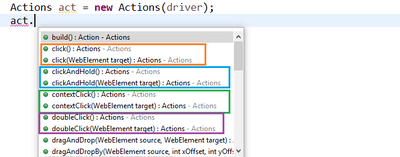 Actions act = new Actions(driver);
act.
build() : Action - Actions
click() : Actions - Actions
click(WebElement target) : Actions - Actions
clickAndHold() : Actions - Actions
clickAndHold(WebElement target) : Actions - Actions
contextClick() : Actions - Actions
contextClick(WebElement target) : Actions - Actions
doubleClick() : Actions - Actions
doubleClick(WebElement target) : Actions - Actions
dragAndDrop(WebElement source, WebElement target) :
dragAndDropBy(WebElement source, int xOffset, int yOff